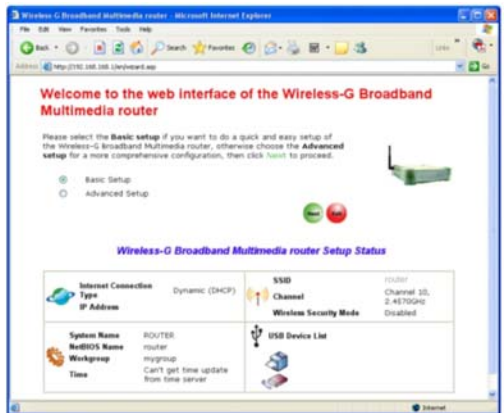 Wireless-G Broadband Multimedia router - Microsoft Internet Explorer
File Edit View Favorites Tools Help
Back Search Favorites Links
Address http://192.168.168.1/en/wizard.asp Go
Welcome to the web interface of the Wireless-G Broadband
Multimedia router
Please select the Basic setup if you want to do a quick and easy setup of
the Wireless-G Broadband Multimedia router, otherwise choose the Advanced
setup for a more comprehensive configuration, then click Next to proceed.
Basic Setup
Advanced Setup
Next Exit
Wireless-G Broadband Multimedia router Setup Status
Internet Connection Type Dynamic (DHCP)
IP Address
SSID router
Channel Channel 10, 2.4570GHz
Wireless Security Mode Disabled
System Name ROUTER
NetBIOS Name router
Workgroup mygroup
Time Can't get time update from time server
USB Device List
Internet